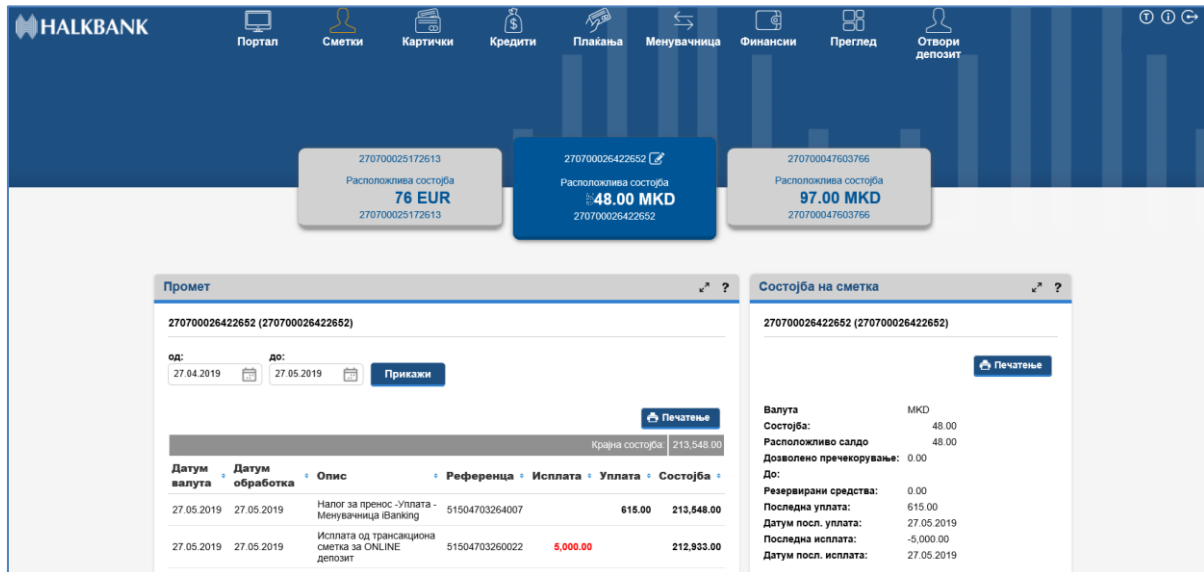 HALKBANK
Портал
Сметки
Картички
Кредити
Плаќања
Менувачница
Финансии
Преглед
Отвори
депозит
270700025172613
Расположлива состојба
76 EUR
270700025172613
270700026422652
Расположлива состојба
48.00 MKD
270700026422652
270700047603766
Расположлива состојба
97.00 MKD
270700047603766
Промет ?
270700026422652 (270700026422652)
од: до:
27.04.2019 27.05.2019 Прикажи
Печатење
Крајна состојба: 213,548.00
Датум валута Датум обработка Опис Референца Исплата Уплата Состојба
27.05.2019 27.05.2019 Налог за пренос -Уплата - Менувачница iBanking 51504703264007 615.00 213,548.00
27.05.2019 27.05.2019 Исплата од трансакциона сметка за ONLINE депозит 51504703260022 5,000.00 212,933.00
Состојба на сметка ?
270700026422652 (270700026422652)
Печатење
Валута MKD
Состојба: 48.00
Расположливо салдо 48.00
Дозволено пречекорување: 0.00
До:
Резервирани средства: 0.00
Последна уплата: 615.00
Датум посл. уплата: 27.05.2019
Последна исплата: -5,000.00
Датум посл. исплата: 27.05.2019